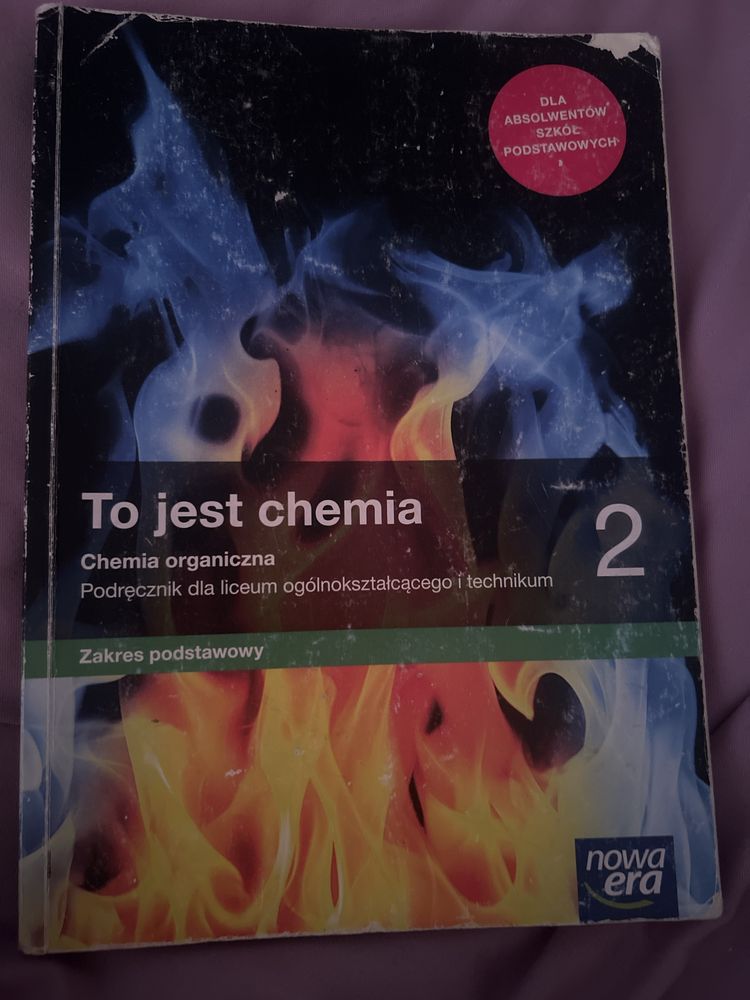 DLA
ABSOLWENTÓW
SZKÓŁ
PODSTAWOWYCH
To jest chemia
2
Chemia organiczna
Podręcznik dla liceum ogólnokształcącego i technikum
Zakres podstawowy
nowa
era